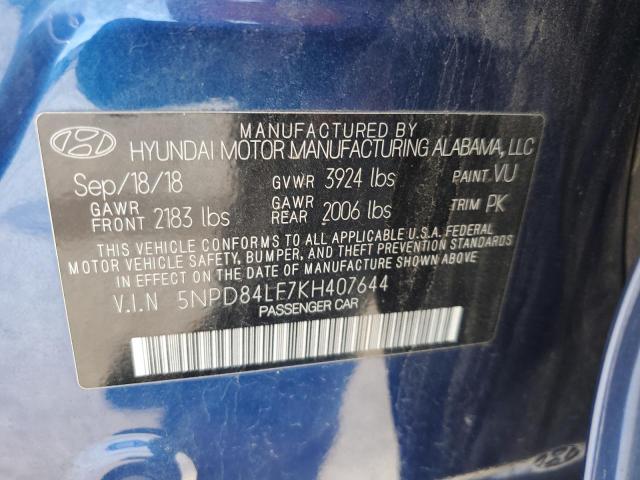 MANUFACTURED BY
HYUNDAI MOTOR MANUFACTURING ALABAMA, LLC
Sep/18/18 GVWR 3924 lbs PAINT VU
GAWR FRONT 2183 lbs GAWR REAR 2006 lbs TRIM PK
THIS VEHICLE CONFORMS TO ALL APPLICABLE U.S.A. FEDERAL
MOTOR VEHICLE SAFETY, BUMPER, AND THEFT PREVENTION STANDARDS
IN EFFECT ON THE DATE OF MANUFACTURE SHOWN ABOVE.
V.I.N 5NPD84LF7KH407644
PASSENGER CAR